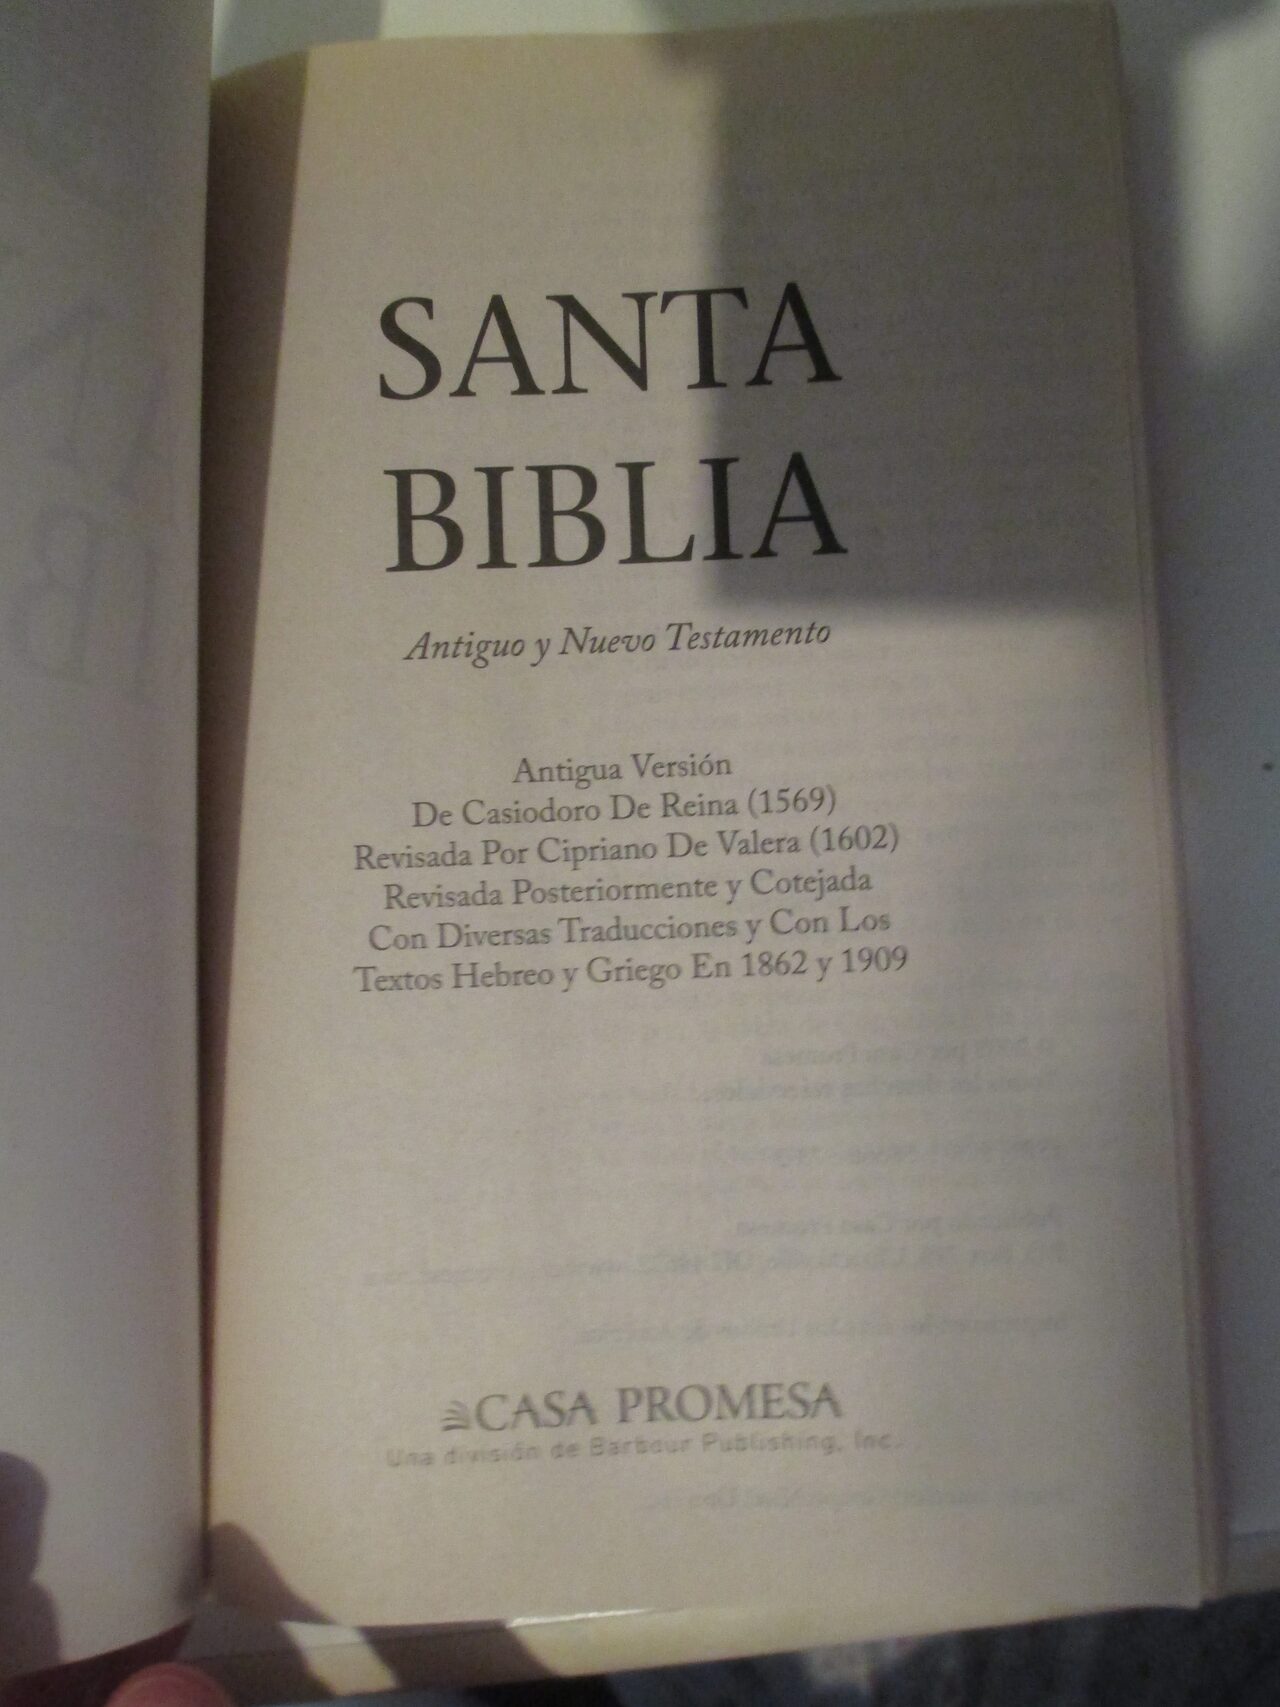 SANTA
BIBLIA
Antiguo y Nuevo Testamento
Antigua Versión
De Casiodoro De Reina (1569)
Revisada Por Cipriano De Valera (1602)
Revisada Posteriormente y Cotejada
Con Diversas Traducciones y Con Los
Textos Hebreo y Griego En 1862 y 1909
CASA PROMESA
Una división de Barbour Publishing, Inc.